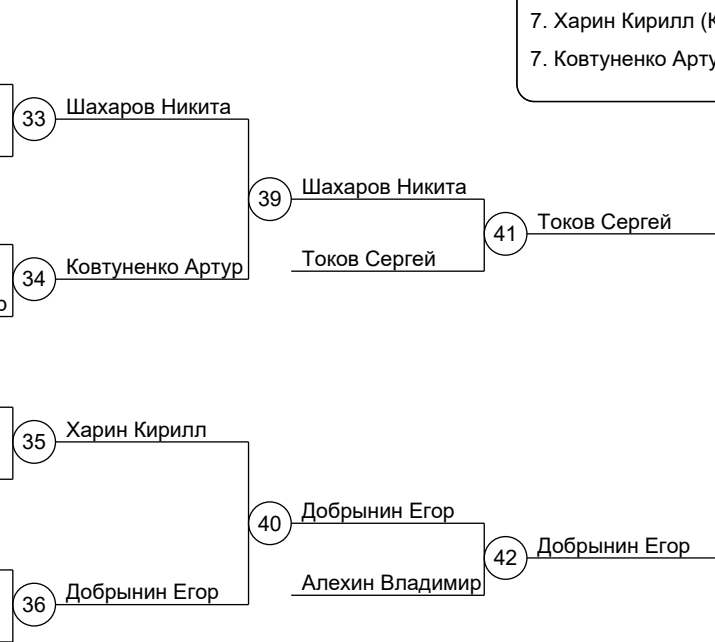 7. Харин Кирилл (К
7. Ковтуненко Арту
33 Шахаров Никита
39 Шахаров Никита
41 Токов Сергей
Токов Сергей
34 Ковтуненко Артур
35 Харин Кирилл
40 Добрынин Егор
42 Добрынин Егор
Алехин Владимир
36 Добрынин Егор